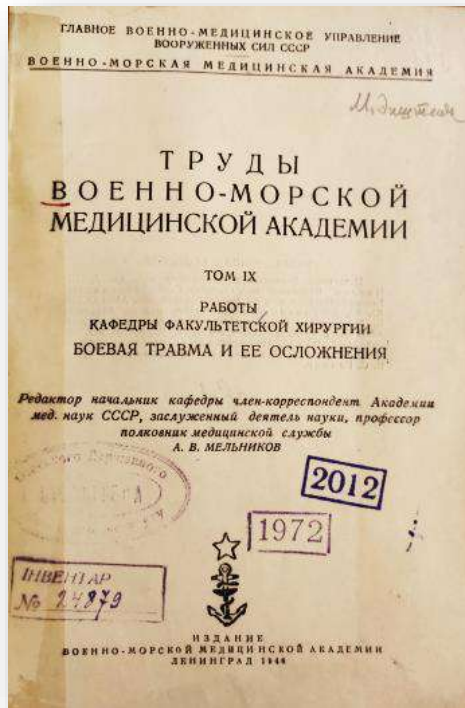 ГЛАВНОЕ ВОЕННО-МЕДИЦИНСКОЕ УПРАВЛЕНИЕ
ВООРУЖЕННЫХ СИЛ СССР
ВОЕННО-МОРСКАЯ МЕДИЦИНСКАЯ АКАДЕМИЯ
ТРУДЫ
ВОЕННО-МОРСКОЙ
МЕДИЦИНСКОЙ АКАДЕМИИ
ТОМ IX
РАБОТЫ
КАФЕДРЫ ФАКУЛЬТЕТСКОЙ ХИРУРГИИ
БОЕВАЯ ТРАВМА И ЕЕ ОСЛОЖНЕНИЯ
Редактор начальник кафедры член-корреспондент Академии
мед. наук СССР, заслуженный деятель науки, профессор
полковник медицинской службы
А. В. МЕЛЬНИКОВ
Державного
2012
1972
ІНВЕНТАР
№ 24879
ИЗДАНИЕ
ВОЕННО-МОРСКОЙ МЕДИЦИНСКОЙ АКАДЕМИИ
ЛЕНИНГРАД